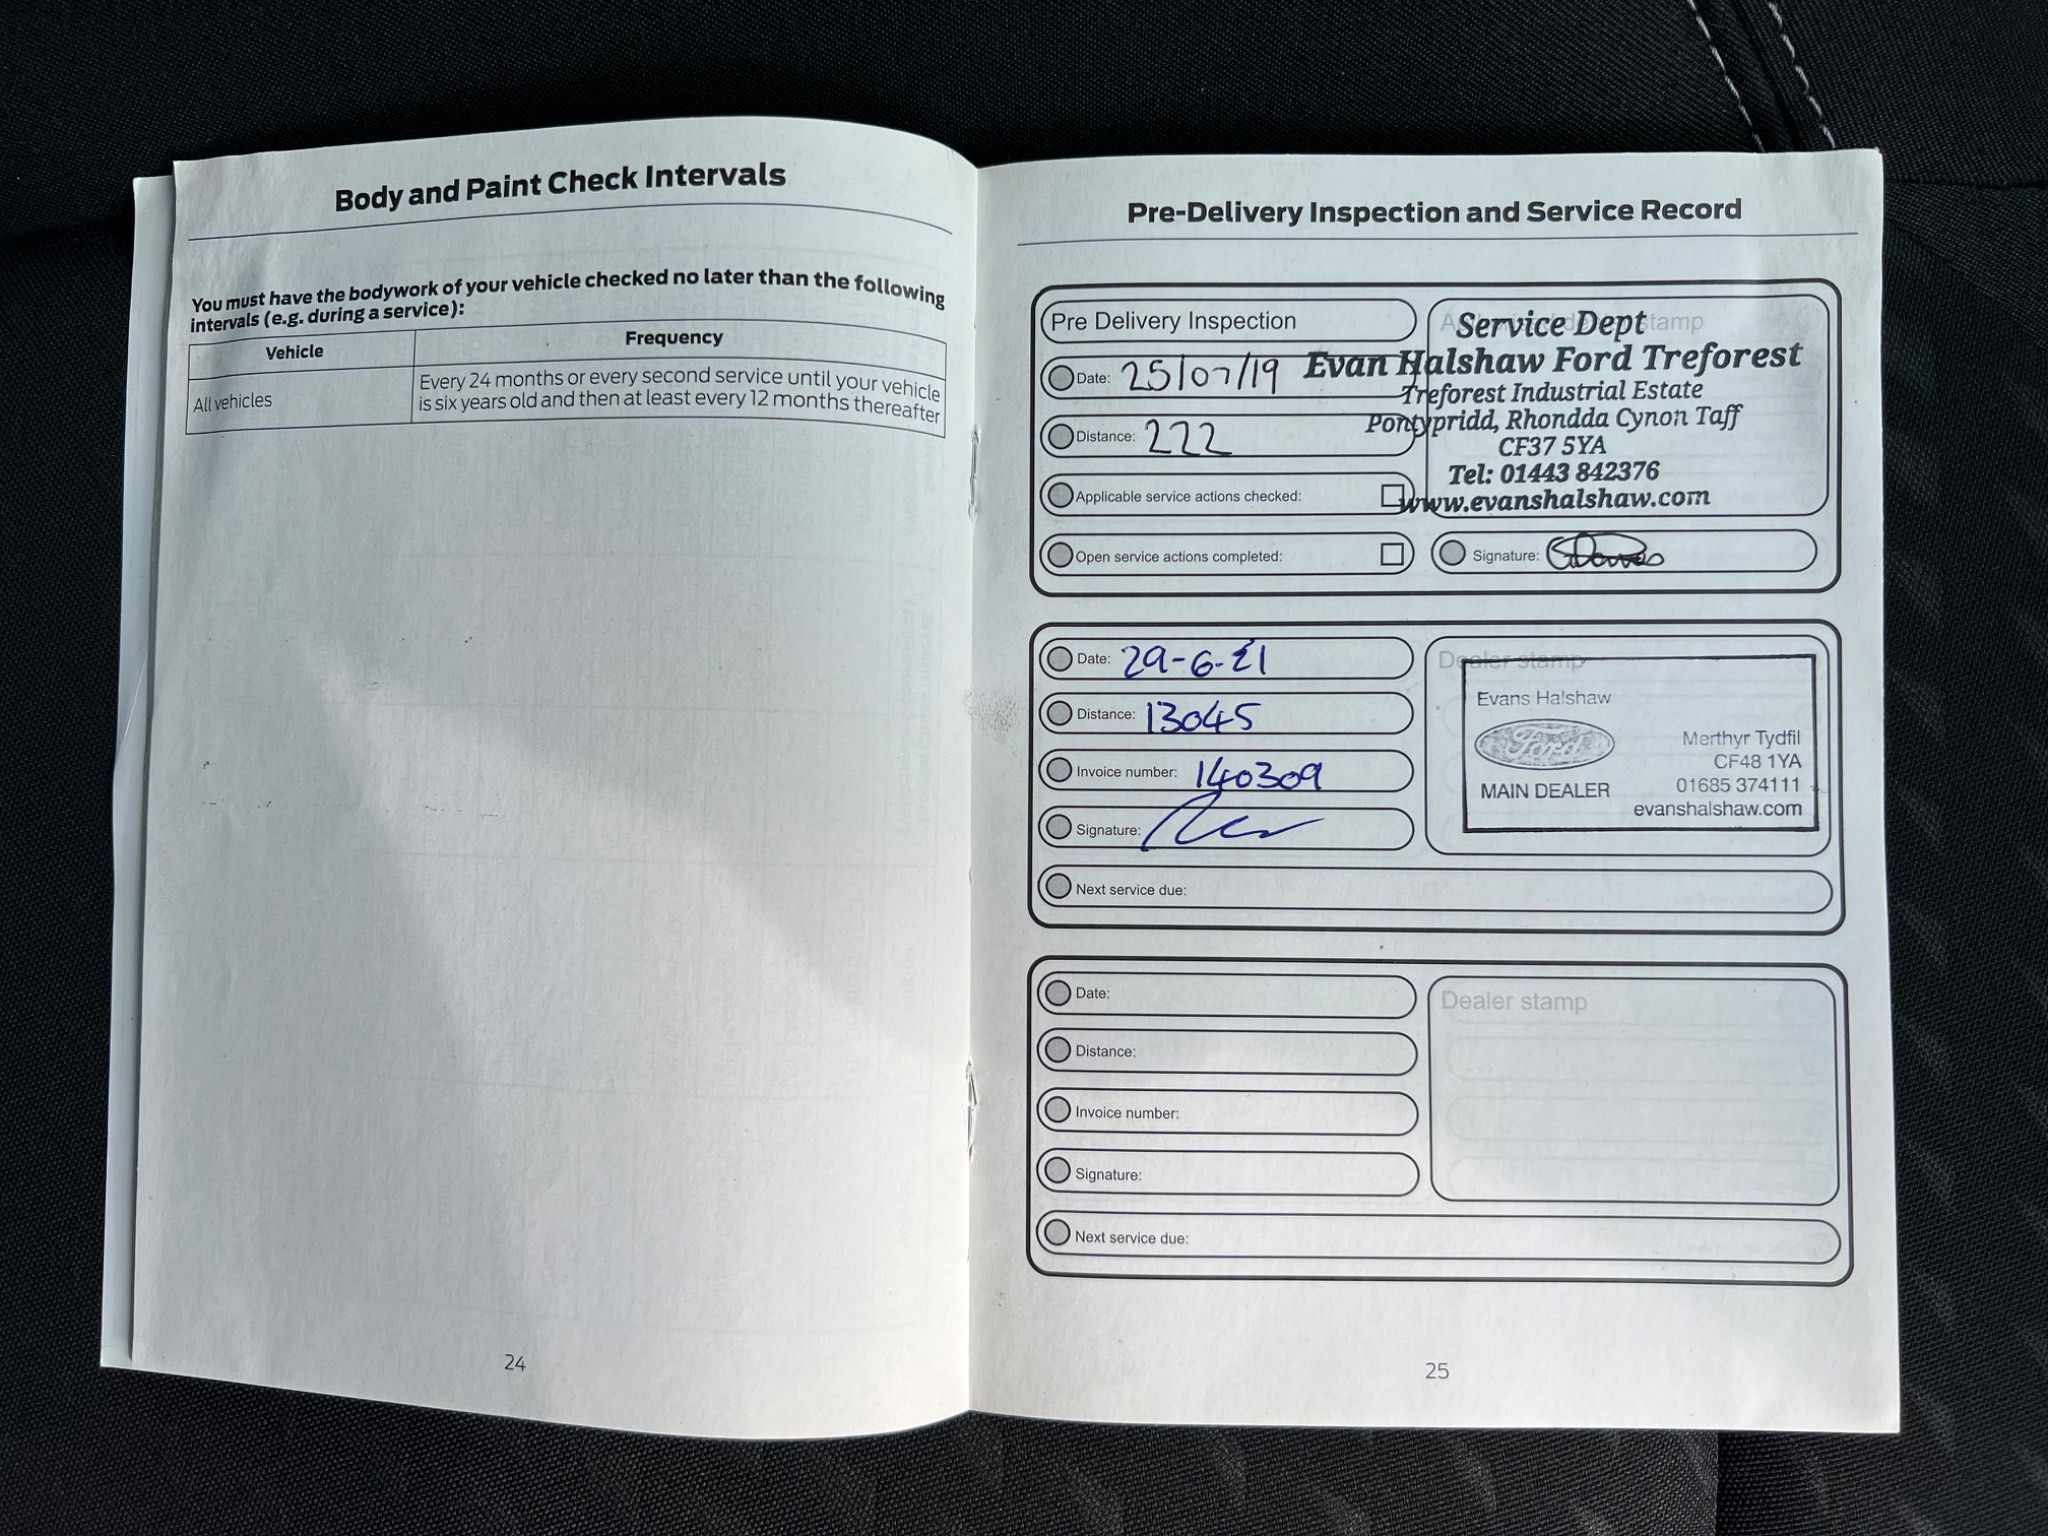 Body and Paint Check Intervals
You must have the bodywork of your vehicle checked no later than the following
intervals (e.g. during a service):
Vehicle
Frequency
All vehicles
Every 24 months or every second service until your vehicle
is six years old and then at least every 12 months thereafter
24
Pre-Delivery Inspection and Service Record
Pre Delivery Inspection
Date: 25/07/19
Distance: 222
Applicable service actions checked:
Open service actions completed:
stamp
Service Dept
Evan Halshaw Ford Treforest
Treforest Industrial Estate
Pontypridd, Rhondda Cynon Taff
CF37 5YA
Tel: 01443 842376
www.evanshalshaw.com
Signature:
Date: 29-6-21
Distance: 13045
Invoice number: 140309
Signature:
Next service due:
Dealer stamp
Evans Halshaw
Ford
MAIN DEALER
Merthyr Tydfil
CF48 1YA
01685 374111
evanshalshaw.com
Date:
Distance:
Invoice number:
Signature:
Next service due:
Dealer stamp
25